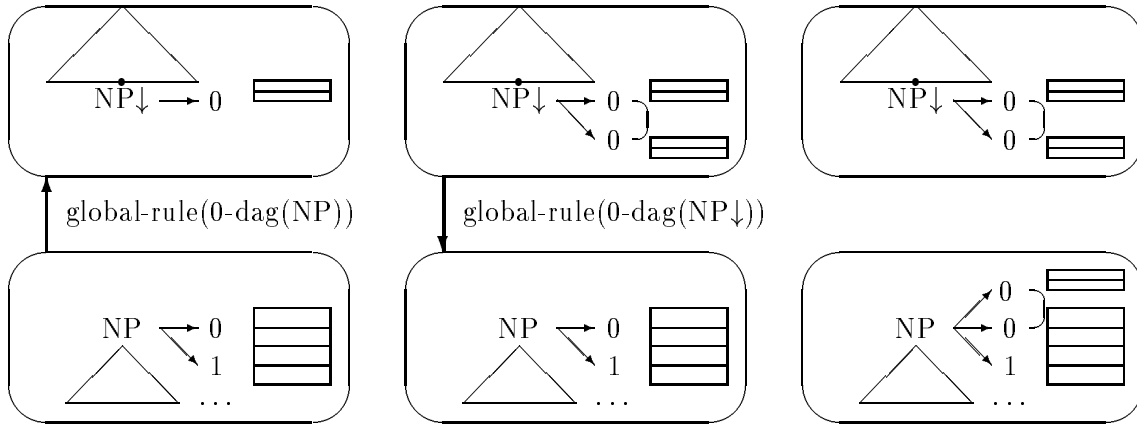 NP↓ 0
NP↓ 0
0
NP↓ 0
0
global-rule(0-dag(NP)) global-rule(0-dag(NP↓))
NP 0
1
...
NP 0
1
...
0
NP 0
1
...